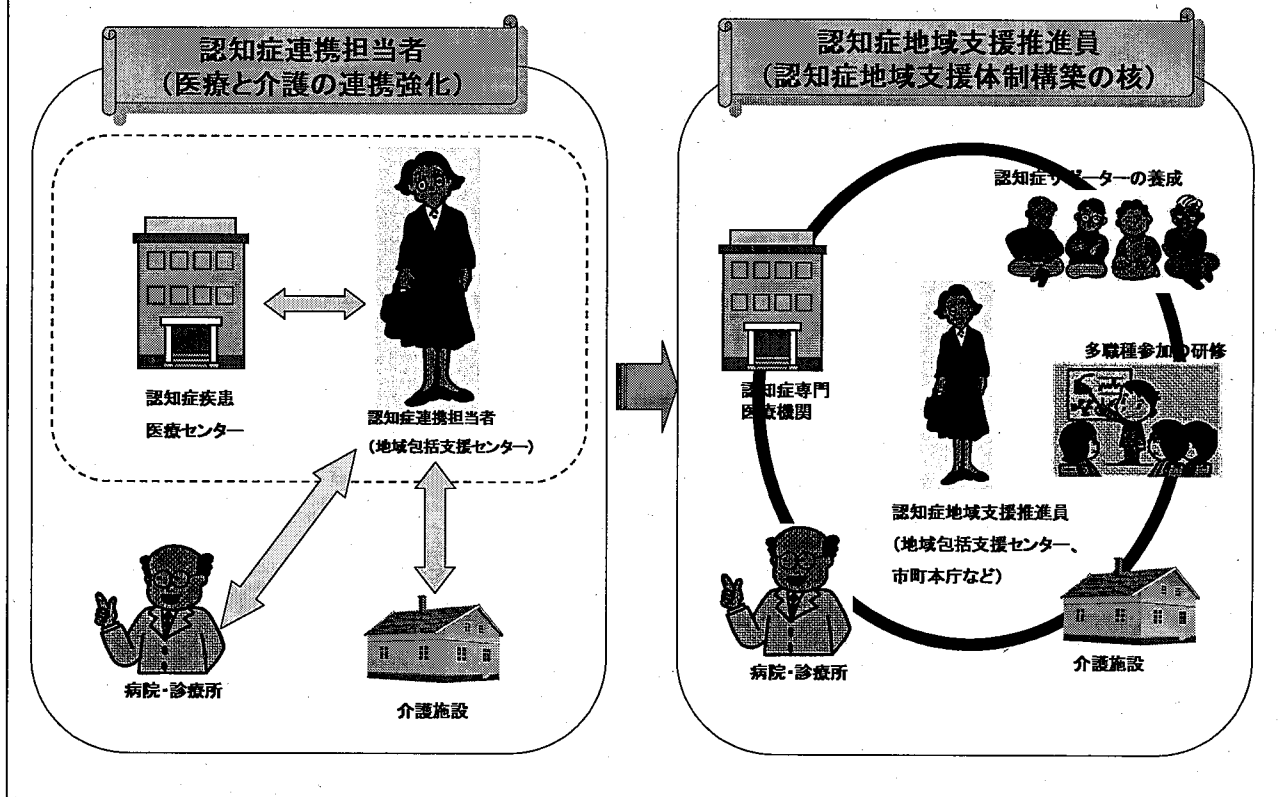 認知症連携担当者
（医療と介護の連携強化）
認知症疾患
医療センター
認知症連携担当者
（地域包括支援センター）
病院・診療所
介護施設
認知症地域支援推進員
（認知症地域支援体制構築の核）
認知症サポーターの養成
多職種参加の研修
認知症専門
医療機関
認知症地域支援推進員
（地域包括支援センター、
市町本庁など）
病院・診療所
介護施設